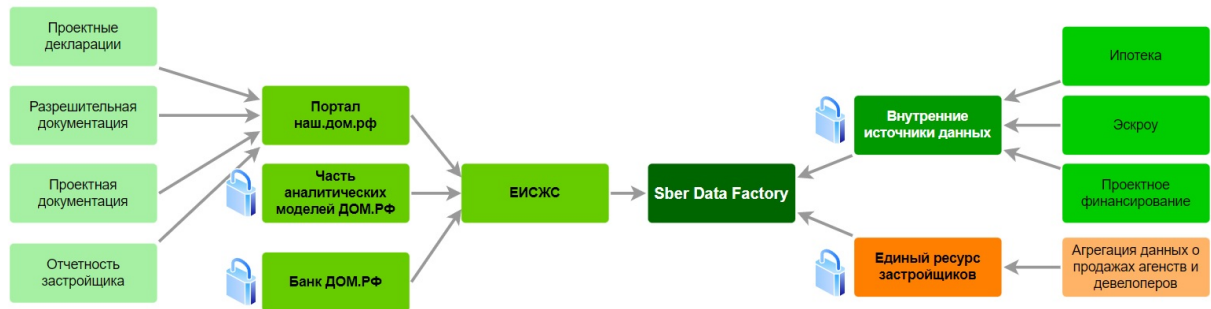 Проектные
декларации
Разрешительная
документация
Проектная
документация
Отчетность
застройщика
Портал
наш.дом.рф
Часть
аналитических
моделей ДОМ.РФ
Банк ДОМ.РФ
ЕИСЖС
Sber Data Factory
Внутренние
источники данных
Единый ресурс
застройщиков
Ипотека
Эскроу
Проектное
финансирование
Агрегация данных о
продажах агенств и
девелоперов